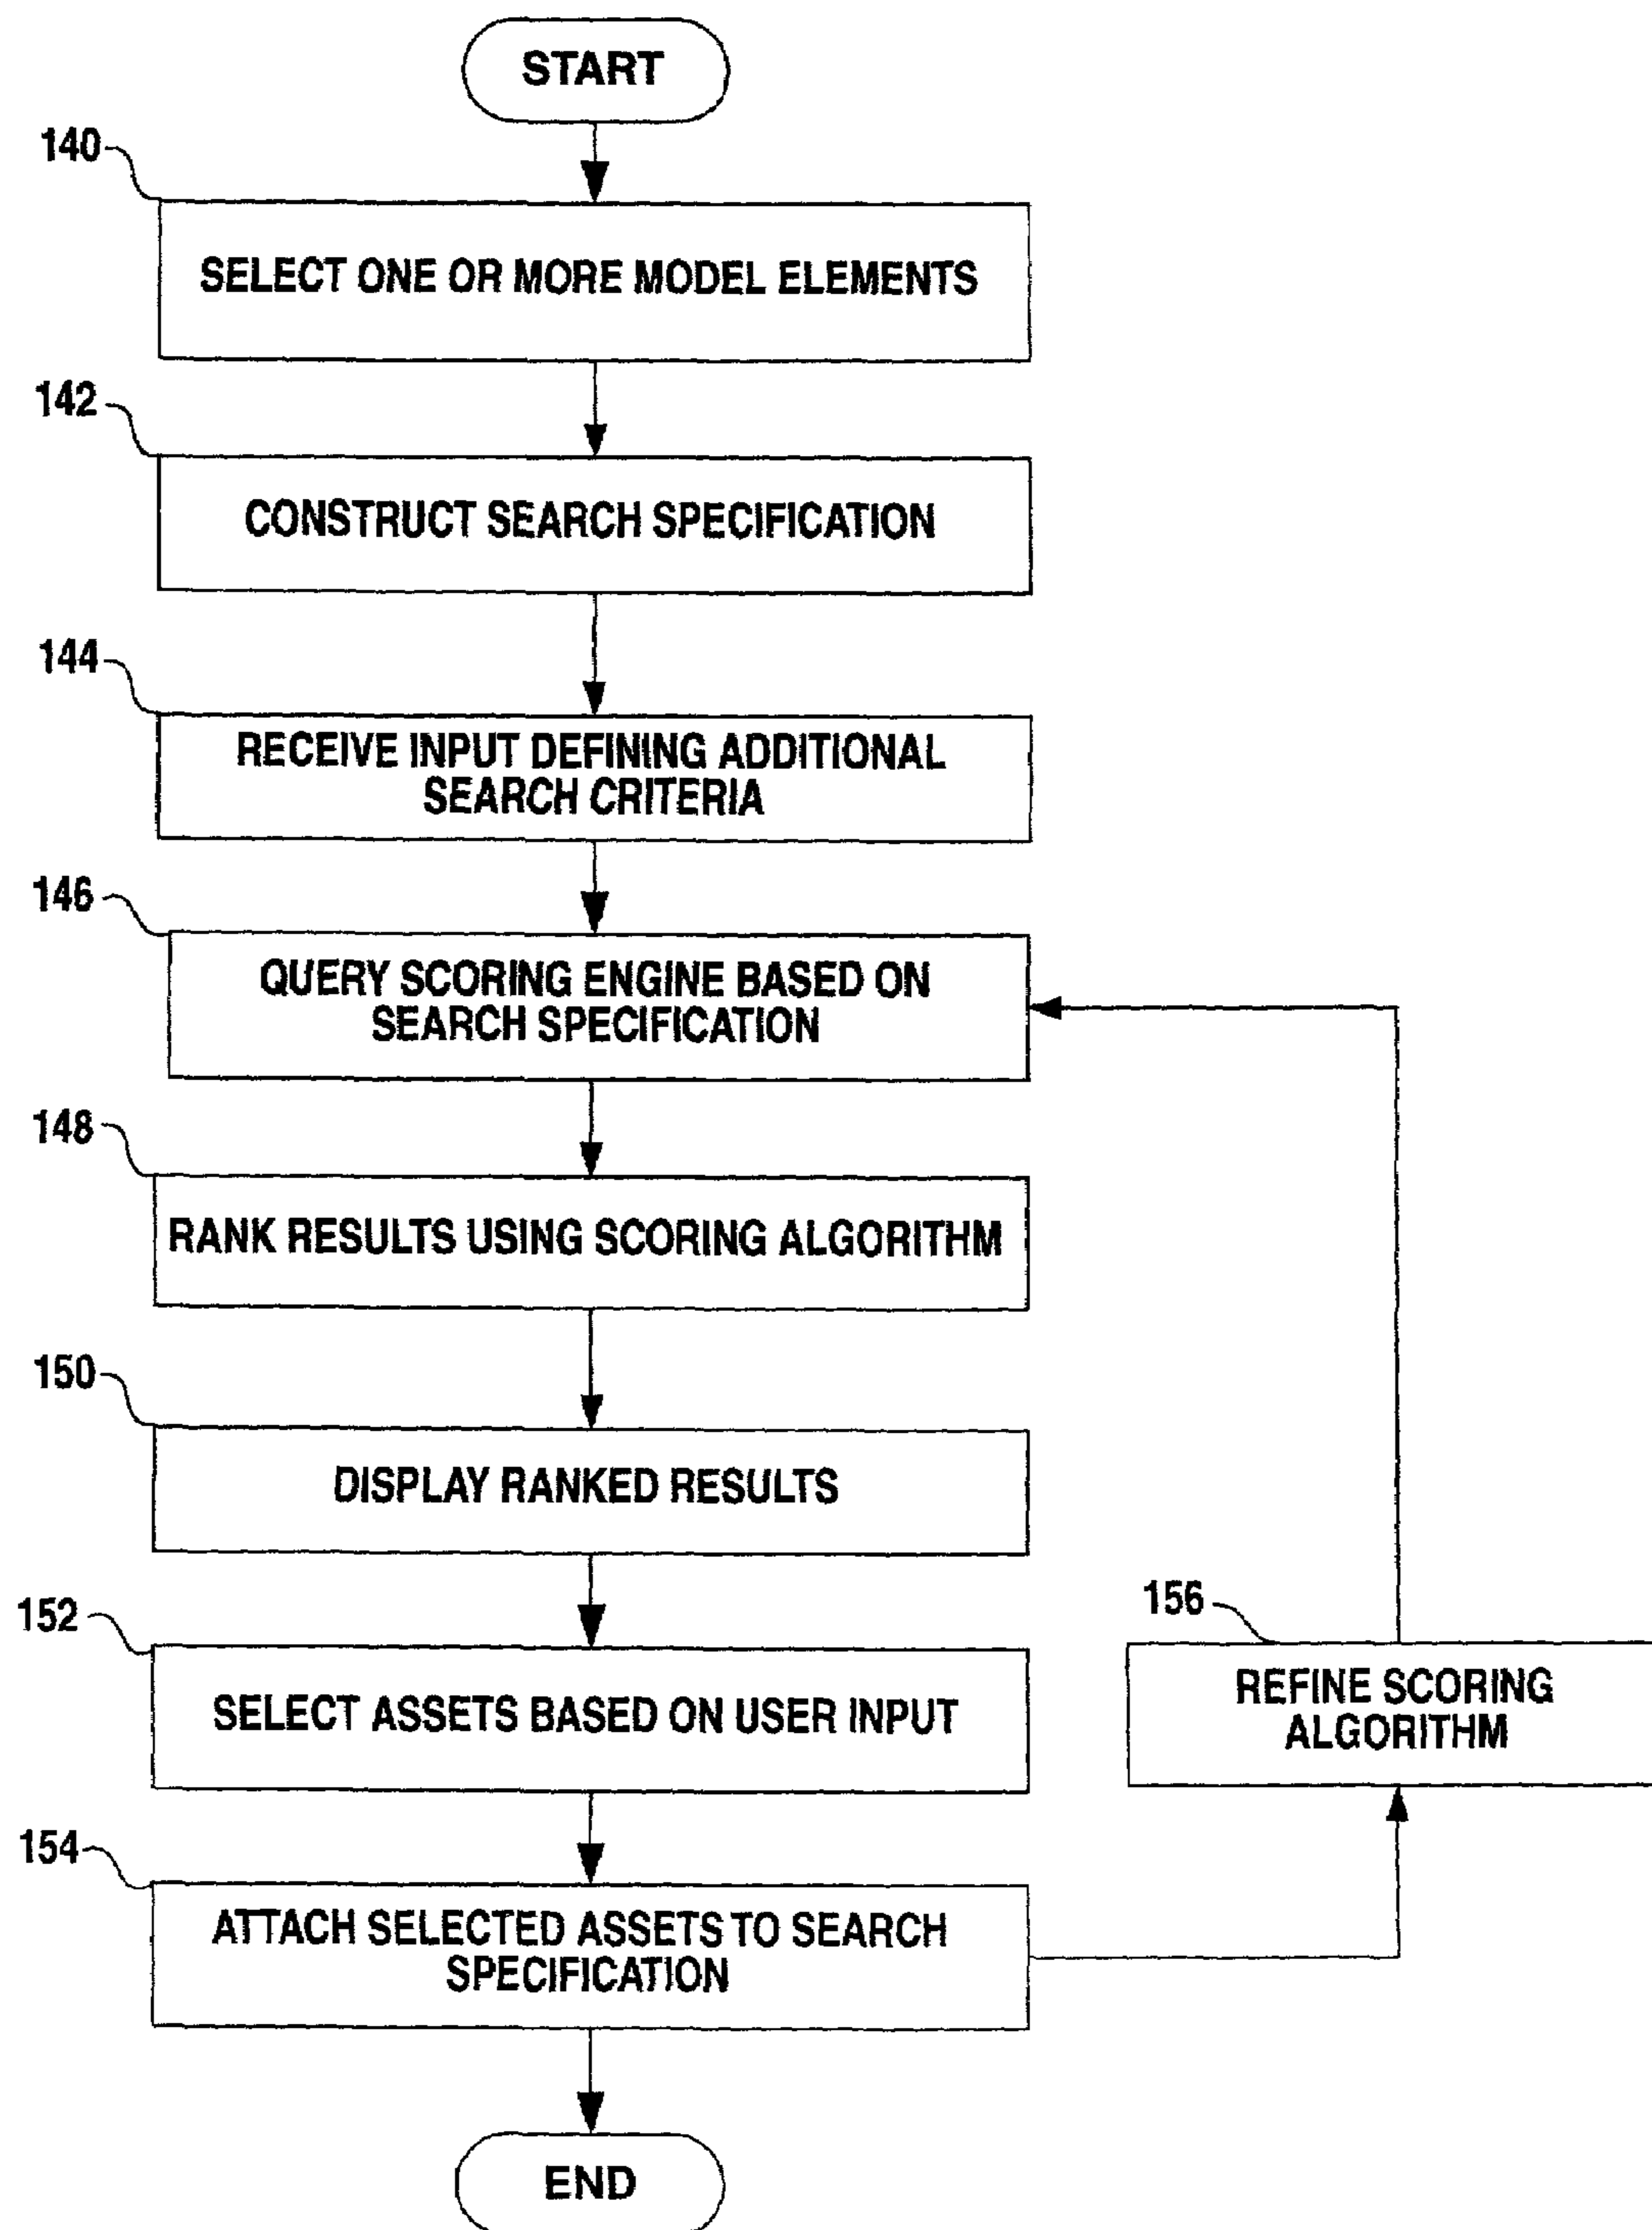 START
140
SELECT ONE OR MORE MODEL ELEMENTS
142
CONSTRUCT SEARCH SPECIFICATION
144
RECEIVE INPUT DEFINING ADDITIONAL
SEARCH CRITERIA
146
QUERY SCORING ENGINE BASED ON
SEARCH SPECIFICATION
148
RANK RESULTS USING SCORING ALGORITHM
150
DISPLAY RANKED RESULTS
152
SELECT ASSETS BASED ON USER INPUT
156
REFINE SCORING
ALGORITHM
154
ATTACH SELECTED ASSETS TO SEARCH
SPECIFICATION
END